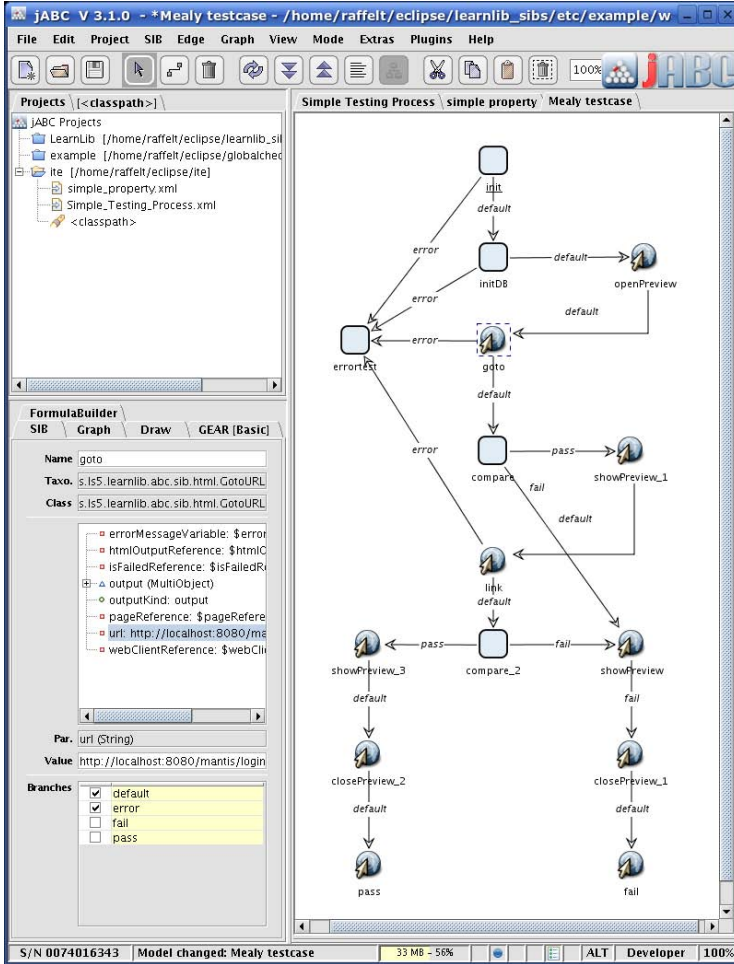 jABC V 3.1.0 - *Mealy testcase - /home/raffelt/eclipse/learnlib_sibs/etc/example/w
File Edit Project SIB Edge Graph View Mode Extras Plugins Help
100% jABC
Projects [<classpath>]
jABC Projects
LearnLib [/home/raffelt/eclipse/learnlib_sil
example [/home/raffelt/eclipse/globalchec
ite [/home/raffelt/eclipse/ite]
simple_property.xml
Simple_Testing_Process.xml
<classpath>
FormulaBuilder
SIB Graph Draw GEAR [Basic]
Name goto
Taxo. s.ls5.learnlib.abc.sib.html.GotoURL
Class s.ls5.learnlib.abc.sib.html.GotoURL
errorMessageVariable: $error
htmlOutputReference: $htmlO
isFailedReference: $isFailedRe
output (MultiObject)
outputKind: output
pageReference: $pageRefere
url: http://localhost:8080/ma
webClientReference: $webClie
Par. url (String)
Value http://localhost:8080/mantis/login
Branches
default
error
fail
pass
Simple Testing Process simple property Mealy testcase
init
default
error
initDB
default
openPreview
error
default
errortest
error
goto
default
error
compare
pass
showPreview_1
fail
default
link
default
showPreview_3
pass
compare_2
fail
showPreview
default
fail
closePreview_2
closePreview_1
default
default
pass
fail
S/N 0074016343 Model changed: Mealy testcase 33 MB - 56% ALT Developer 100%